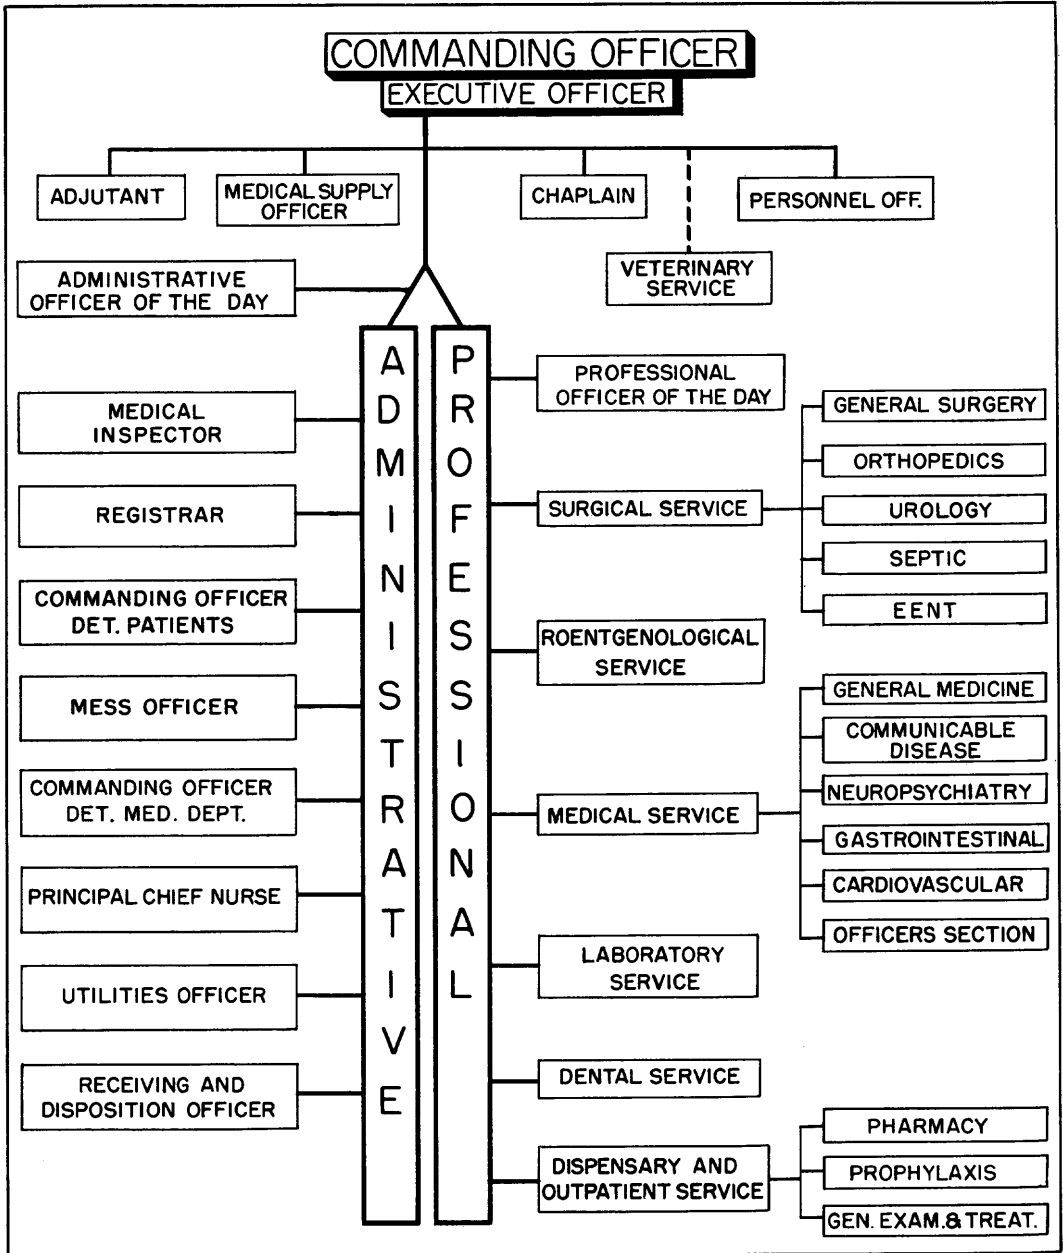 COMMANDING OFFICER
EXECUTIVE OFFICER
ADJUTANT
MEDICAL SUPPLY
OFFICER
CHAPLAIN
PERSONNEL OFF.
VETERINARY
SERVICE
ADMINISTRATIVE
OFFICER OF THE DAY
ADMINISTRATIVE
MEDICAL
INSPECTOR
REGISTRAR
COMMANDING OFFICER
DET. PATIENTS
MESS OFFICER
COMMANDING OFFICER
DET. MED. DEPT.
PRINCIPAL CHIEF NURSE
UTILITIES OFFICER
RECEIVING AND
DISPOSITION OFFICER
PROFESSIONAL
PROFESSIONAL
OFFICER OF THE DAY
SURGICAL SERVICE
GENERAL SURGERY
ORTHOPEDICS
UROLOGY
SEPTIC
EENT
ROENTGENOLOGICAL
SERVICE
MEDICAL SERVICE
GENERAL MEDICINE
COMMUNICABLE
DISEASE
NEUROPSYCHIATRY
GASTROINTESTINAL
CARDIOVASCULAR
OFFICERS SECTION
LABORATORY
SERVICE
DENTAL SERVICE
DISPENSARY AND
OUTPATIENT SERVICE
PHARMACY
PROPHYLAXIS
GEN. EXAM. & TREAT.